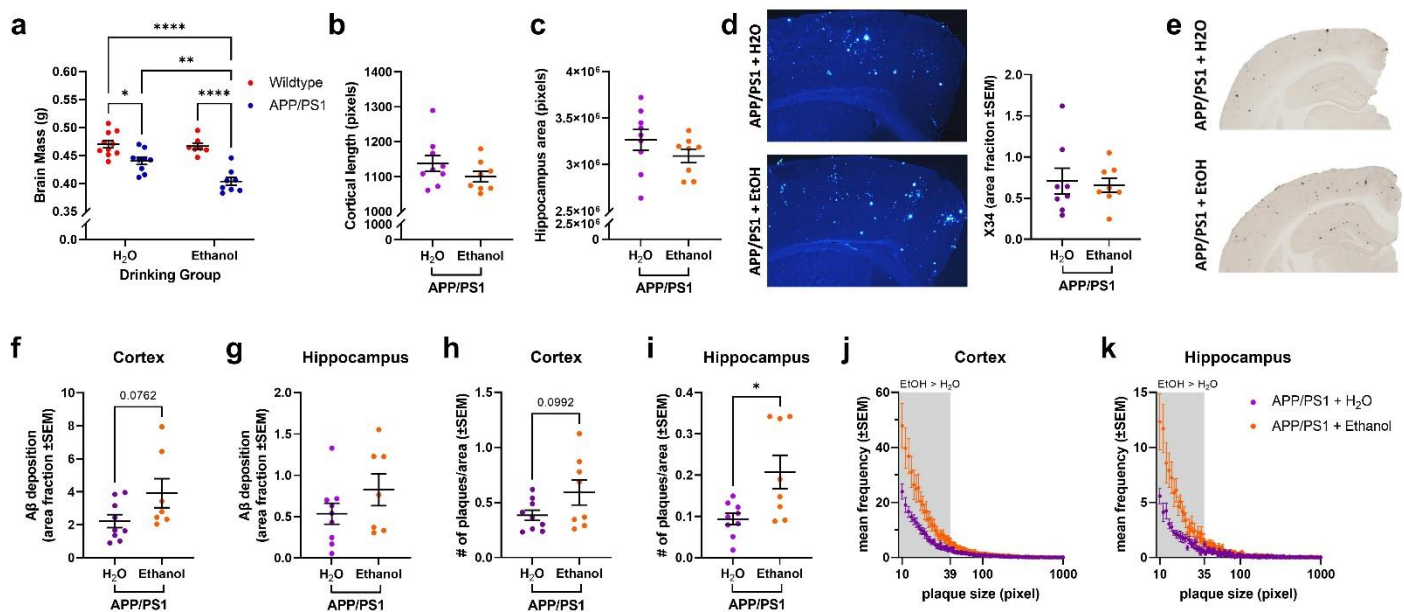 a
****
**
*
****
Wildtype
APP/PS1
Brain Mass (g)
0.60
0.55
0.50
0.45
0.40
0.35
0.0
H2O
Ethanol
Drinking Group
b
Cortical length (pixels)
1400
1300
1200
1100
1000
1000
0
H2O
Ethanol
APP/PS1
c
Hippocampus area (pixels)
4×10⁶
3.5×10⁶
3×10⁶
2.5×10⁶
0
H2O
Ethanol
APP/PS1
d
APP/PS1 + H2O
APP/PS1 + EtOH
X34 (area fraciton ±SEM)
2.0
1.5
1.0
0.5
0.0
H2O
Ethanol
APP/PS1
e
APP/PS1 + H2O
APP/PS1 + EtOH
f
Cortex
0.0762
Aβ deposition
(area fraction ±SEM)
10
8
6
4
2
0
H2O
Ethanol
APP/PS1
g
Hippocampus
Aβ deposition
(area fraction ±SEM)
2.0
1.5
1.0
0.5
0.0
H2O
Ethanol
APP/PS1
h
Cortex
0.0992
# of plaques/area (±SEM)
1.5
1.0
0.5
0.0
H2O
Ethanol
APP/PS1
i
Hippocampus
*
# of plaques/area (±SEM)
0.4
0.3
0.2
0.1
0.0
H2O
Ethanol
APP/PS1
j
Cortex
EtOH > H2O
mean frequency (±SEM)
60
40
20
0
10
39
100
1000
plaque size (pixel)
k
Hippocampus
EtOH > H2O
mean frequency (±SEM)
15
10
5
0
10
35
100
1000
plaque size (pixel)
APP/PS1 + H2O
APP/PS1 + Ethanol